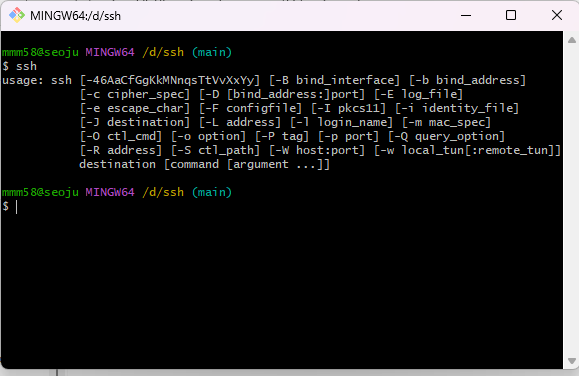 MINGW64:/d/ssh
mmm58@seoju MINGW64 /d/ssh (main)
$ ssh
usage: ssh [-46AaCfGgKkMNnqsTtVvXxYy] [-B bind_interface] [-b bind_address]
           [-c cipher_spec] [-D [bind_address:]port] [-E log_file]
           [-e escape_char] [-F configfile] [-I pkcs11] [-i identity_file]
           [-J destination] [-L address] [-l login_name] [-m mac_spec]
           [-O ctl_cmd] [-o option] [-P tag] [-p port] [-Q query_option]
           [-R address] [-S ctl_path] [-W host:port] [-w local_tun[:remote_tun]]
           destination [command [argument ...]]
mmm58@seoju MINGW64 /d/ssh (main)
$